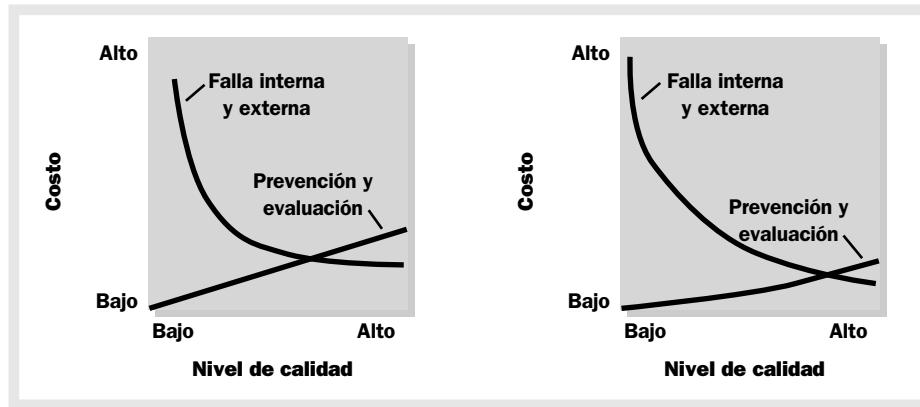 Alto
Falla interna
y externa
Costo
Prevención y
evaluación
Bajo
Bajo
Alto
Nivel de calidad
Alto
Falla interna
y externa
Costo
Prevención y
evaluación
Bajo
Bajo
Alto
Nivel de calidad